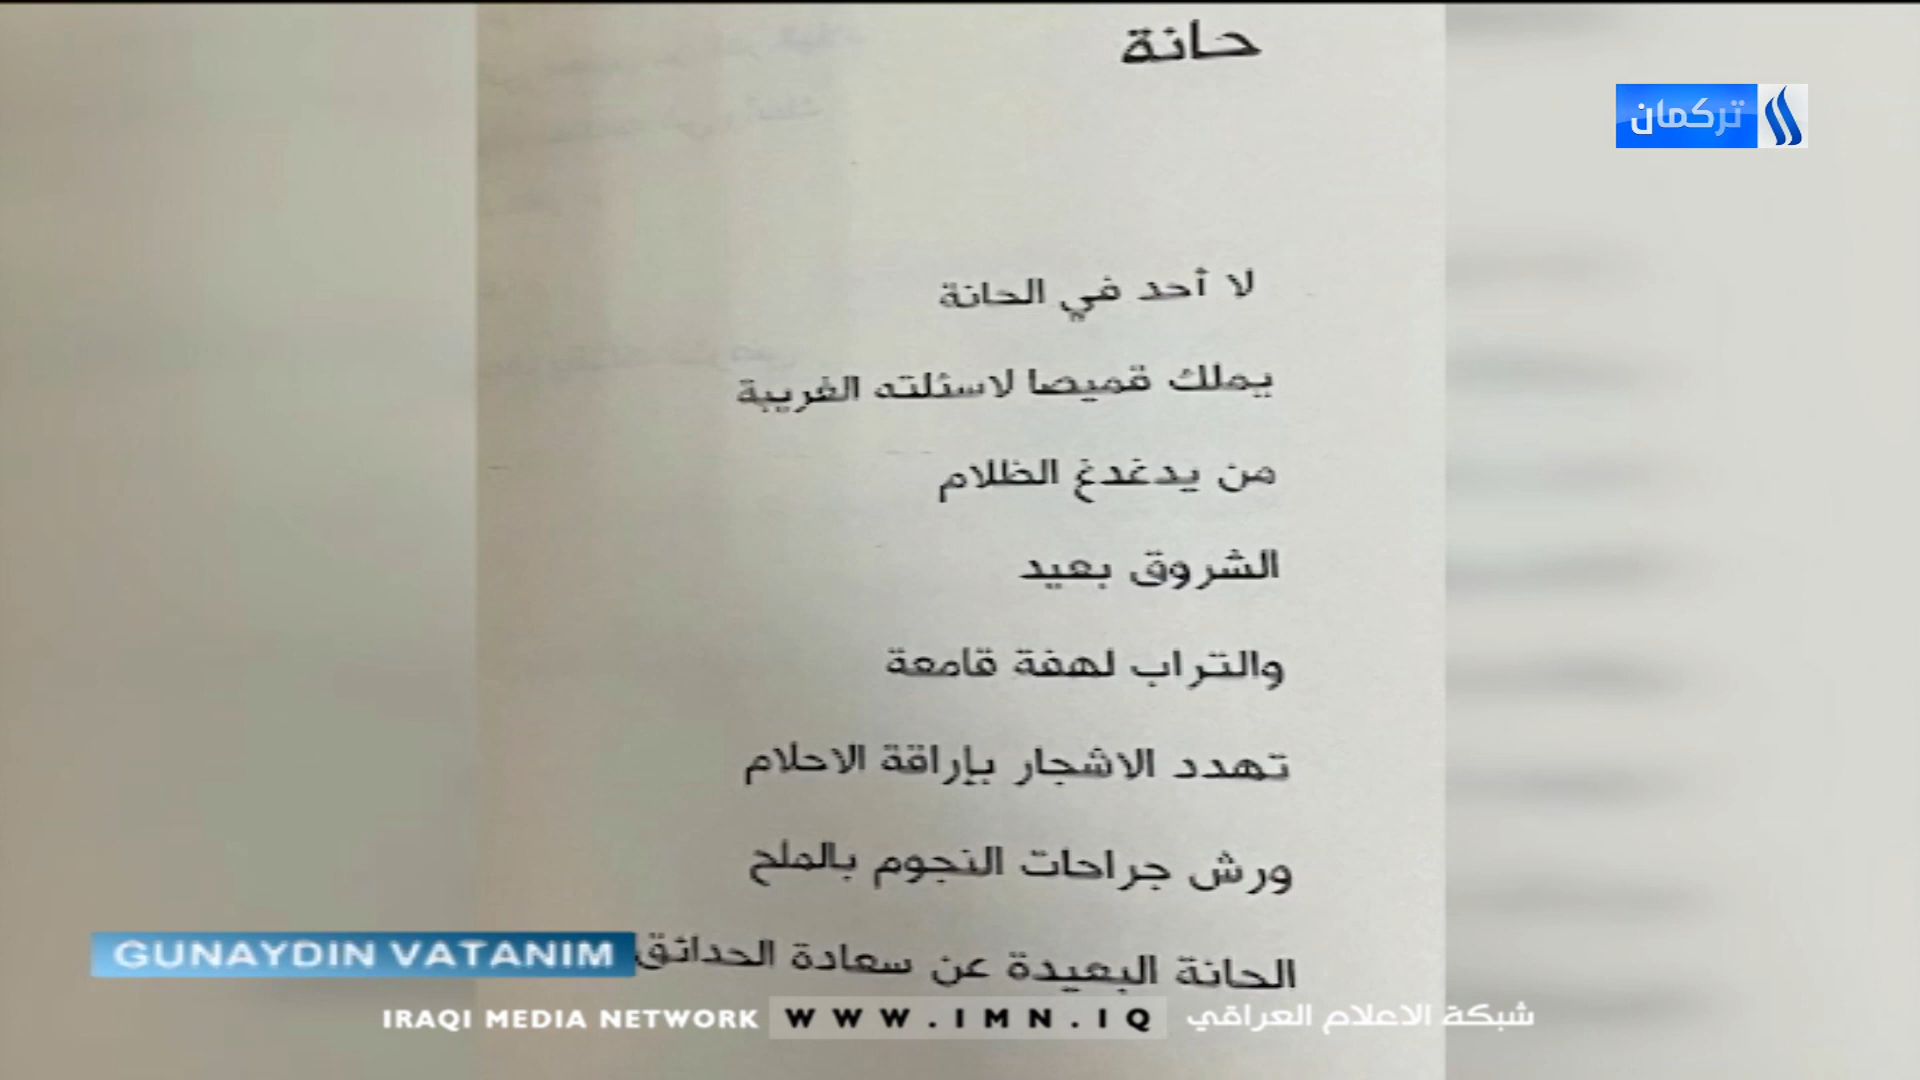 حانة
تركمان
لا أحد في الحانة
يملك قميصا لاسئلته الغريبة
من يدغدغ الظلام
الشروق بعيد
والتراب لهفة قامعة
تهدد الاشجار بإراقة الاحلام
ورش جراحات النجوم بالملح
الحانة البعيدة عن سعادة الحدائق
GUNAYDIN VATANIM
IRAQI MEDIA NETWORK WWW.IMN.IQ شبكة الاعلام العراقي